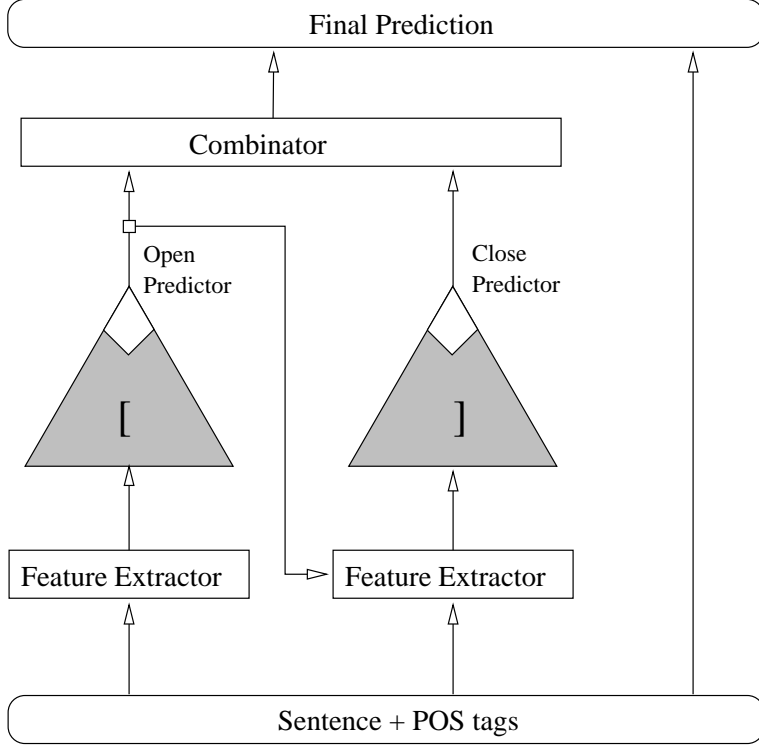 Final Prediction
Combinator
Open
Predictor
Close
Predictor
[
]
Feature Extractor
Feature Extractor
Sentence + POS tags